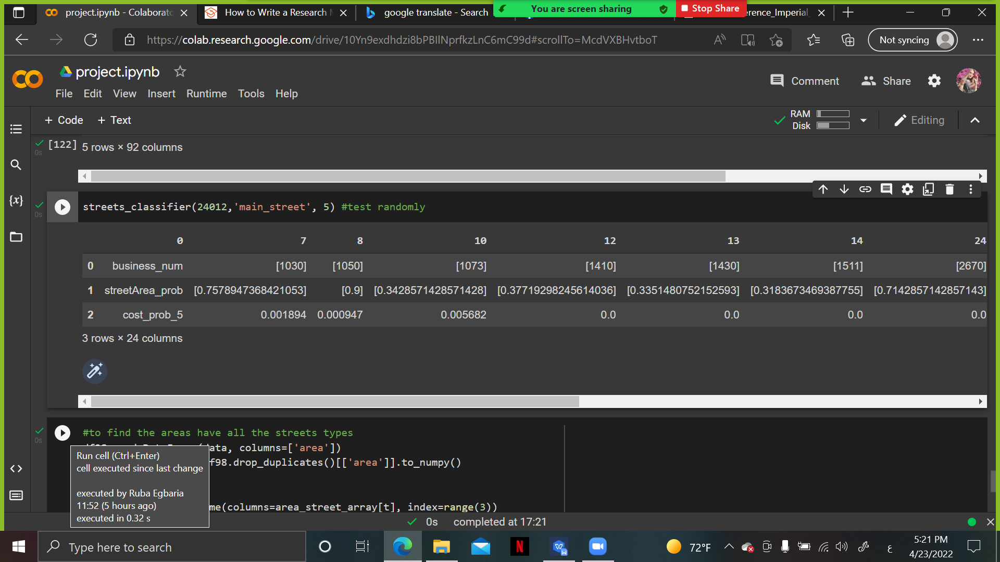 You are screen sharing
Stop Share
project.ipynb - Colaborato
How to Write a Research
google translate - Search
erence_Imperial_
https://colab.research.google.com/drive/10Yn9exdhdzi8bPBIlNprfkzLnC6mC99d#scrollTo=McdVXBHvtboT
Not syncing
CO project.ipynb
Comment
Share
File Edit View Insert Runtime Tools Help
+ Code + Text
RAM
Disk
Editing
[122] 5 rows × 92 columns
0s
{x}
streets_classifier(24012,'main_street', 5) #test randomly
0s
0 7 8 10 12 13 14 24
0 business_num [1030] [1050] [1073] [1410] [1430] [1511] [2670]
1 streetArea_prob [0.7578947368421053] [0.9] [0.3428571428571428] [0.37719298245614036] [0.3351480752152593] [0.3183673469387755] [0.7142857142857143]
2 cost_prob_5 0.001894 0.000947 0.005682 0.0 0.0 0.0 0.0
3 rows × 24 columns
#to find the areas have all the streets types
0s
data, columns=['area'])
f98.drop_duplicates()[['area']].to_numpy()
me(columns=area_street_array[t], index=range(3))
Run cell (Ctrl+Enter)
cell executed since last change
executed by Ruba Egbaria
11:52 (5 hours ago)
executed in 0.32 s
0s completed at 17:21
Type here to search
N
W
72°F
ع
5:21 PM
4/23/2022